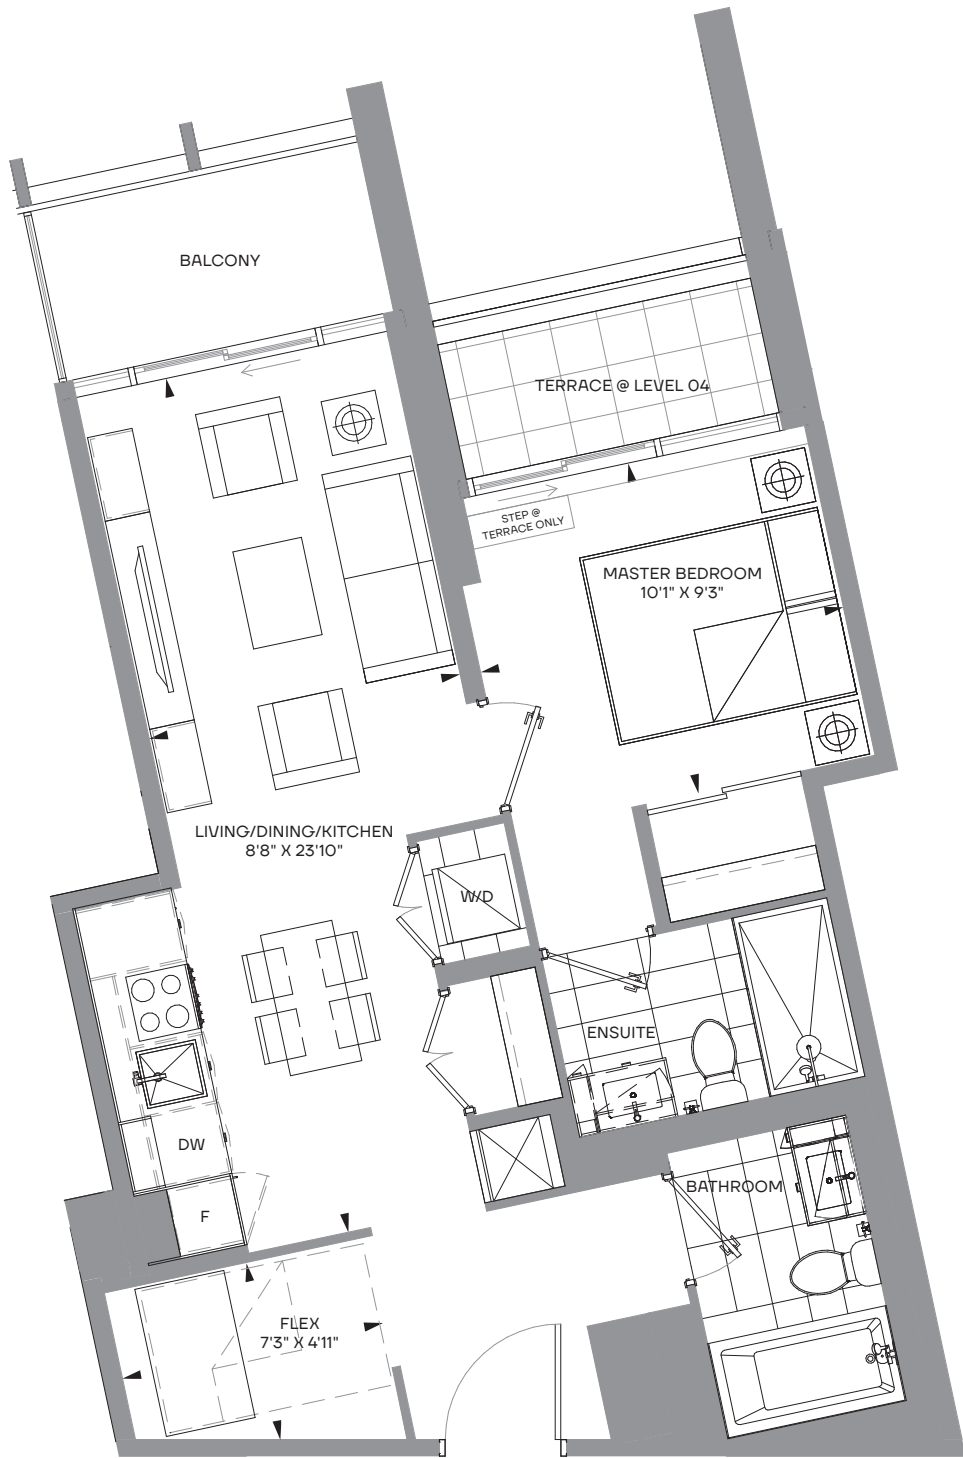 BALCONY
TERRACE @ LEVEL 04
STEP @
TERRACE ONLY
MASTER BEDROOM
10'1" X 9'3"
LIVING/DINING/KITCHEN
8'8" X 23'10"
W/D
ENSUITE
DW
BATHROOM
F
FLEX
7'3" X 4'11"